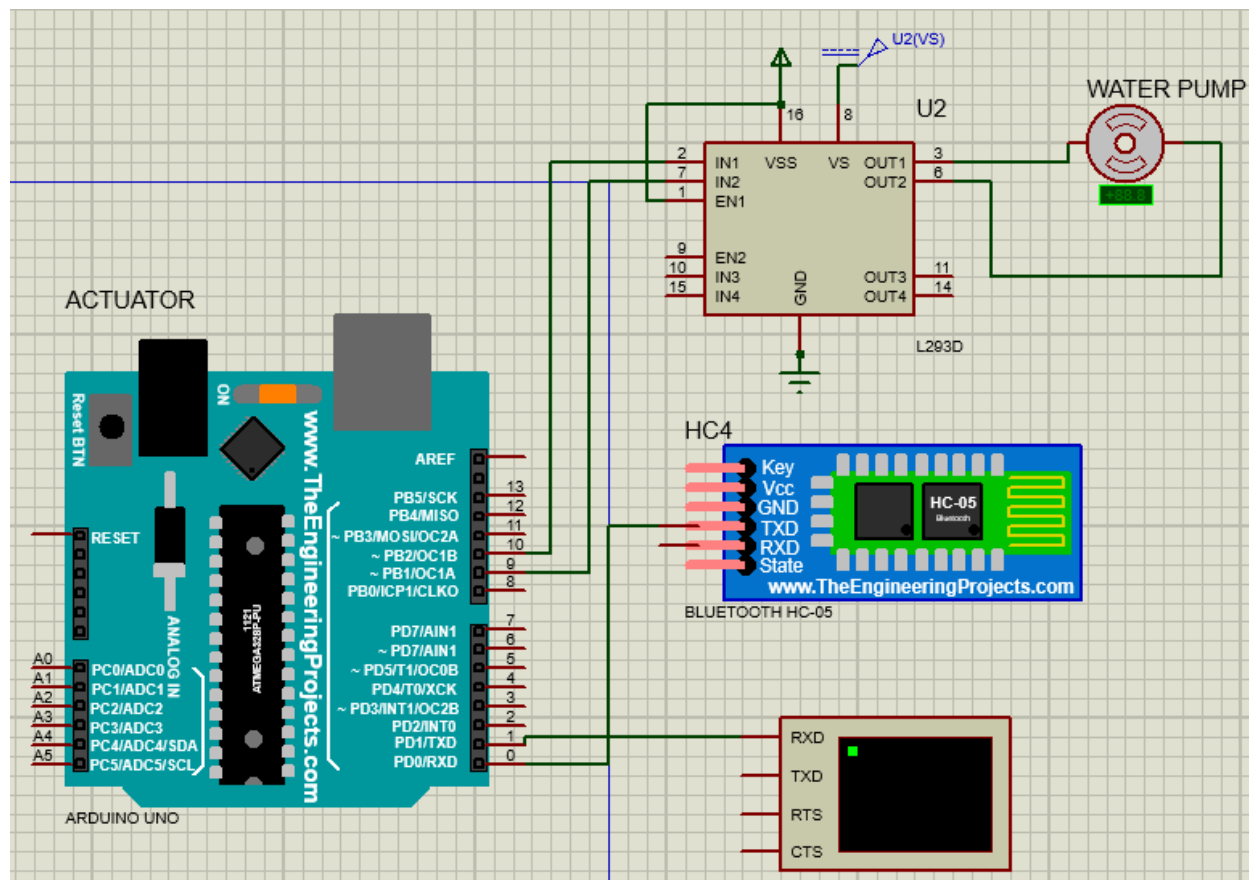 U2(VS)
WATER PUMP
U2
16
8
2
7
1
9
10
15
IN1
IN2
EN1
EN2
IN3
IN4
VSS
VS
GND
OUT1
OUT2
OUT3
OUT4
3
6
11
14
+88.8
L293D
ACTUATOR
Reset BTN
ON
www.TheEngineeringProjects.com
1121
ATMEGA328P-PU
ANALOG IN
RESET
A0 PC0/ADC0
A1 PC1/ADC1
A2 PC2/ADC2
A3 PC3/ADC3
A4 PC4/ADC4/SDA
A5 PC5/ADC5/SCL
AREF
PB5/SCK 13
PB4/MISO 12
~ PB3/MOSI/OC2A 11
~ PB2/OC1B 10
~ PB1/OC1A 9
PB0/ICP1/CLKO 8
PD7/AIN1 7
~ PD7/AIN1 6
~ PD5/T1/OC0B 5
PD4/T0/XCK 4
~ PD3/INT1/OC2B 3
PD2/INT0 2
PD1/TXD 1
PD0/RXD 0
ARDUINO UNO
HC4
Key
Vcc
GND
TXD
RXD
State
HC-05
Bluetooth
www.TheEngineeringProjects.com
BLUETOOTH HC-05
RXD
TXD
RTS
CTS